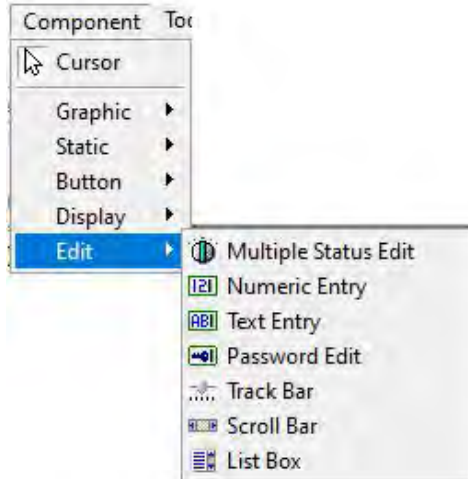 Component
Cursor
Graphic
Static
Button
Display
Edit
Multiple Status Edit
Numeric Entry
Text Entry
Password Edit
Track Bar
Scroll Bar
List Box